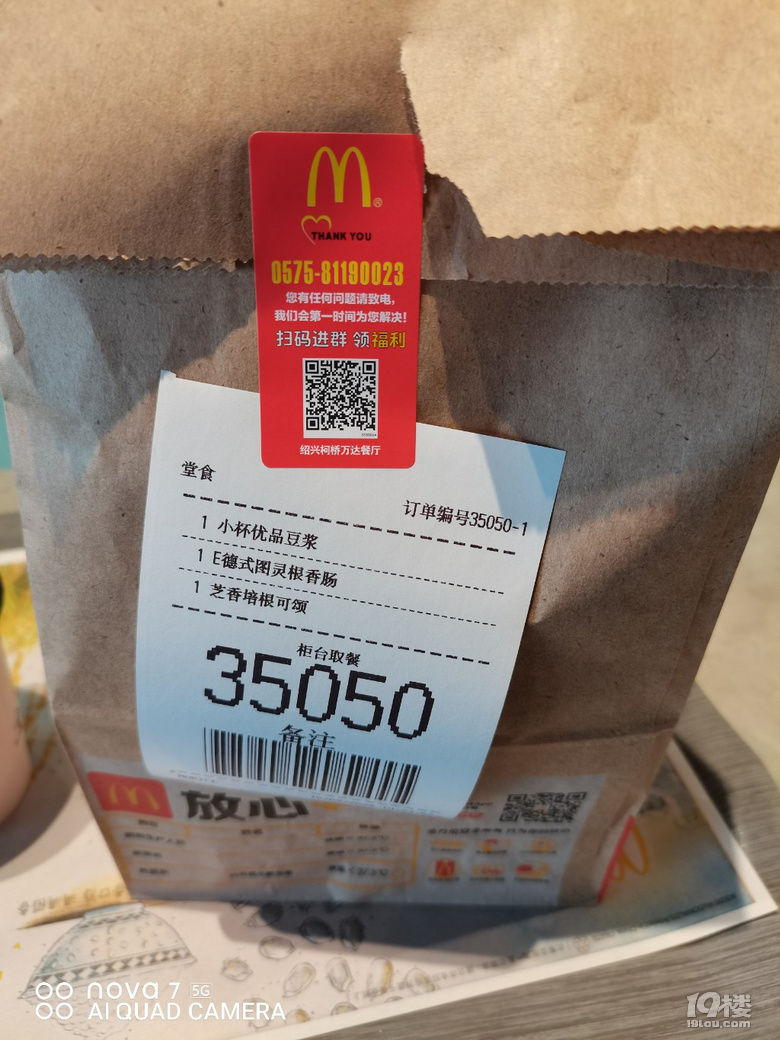 THANK YOU
0575-81190023
您有任何问题请致电,
我们会第一时间为您解决!
扫码进群 领福利
绍兴柯桥万达餐厅
堂食
订单编号35050-1
1 小杯优品豆浆
1 E德式图灵根香肠
1 芝香培根可颂
柜台取餐
35050
备注
放心
nova 7 5G
AI QUAD CAMERA
19楼
19lou.com